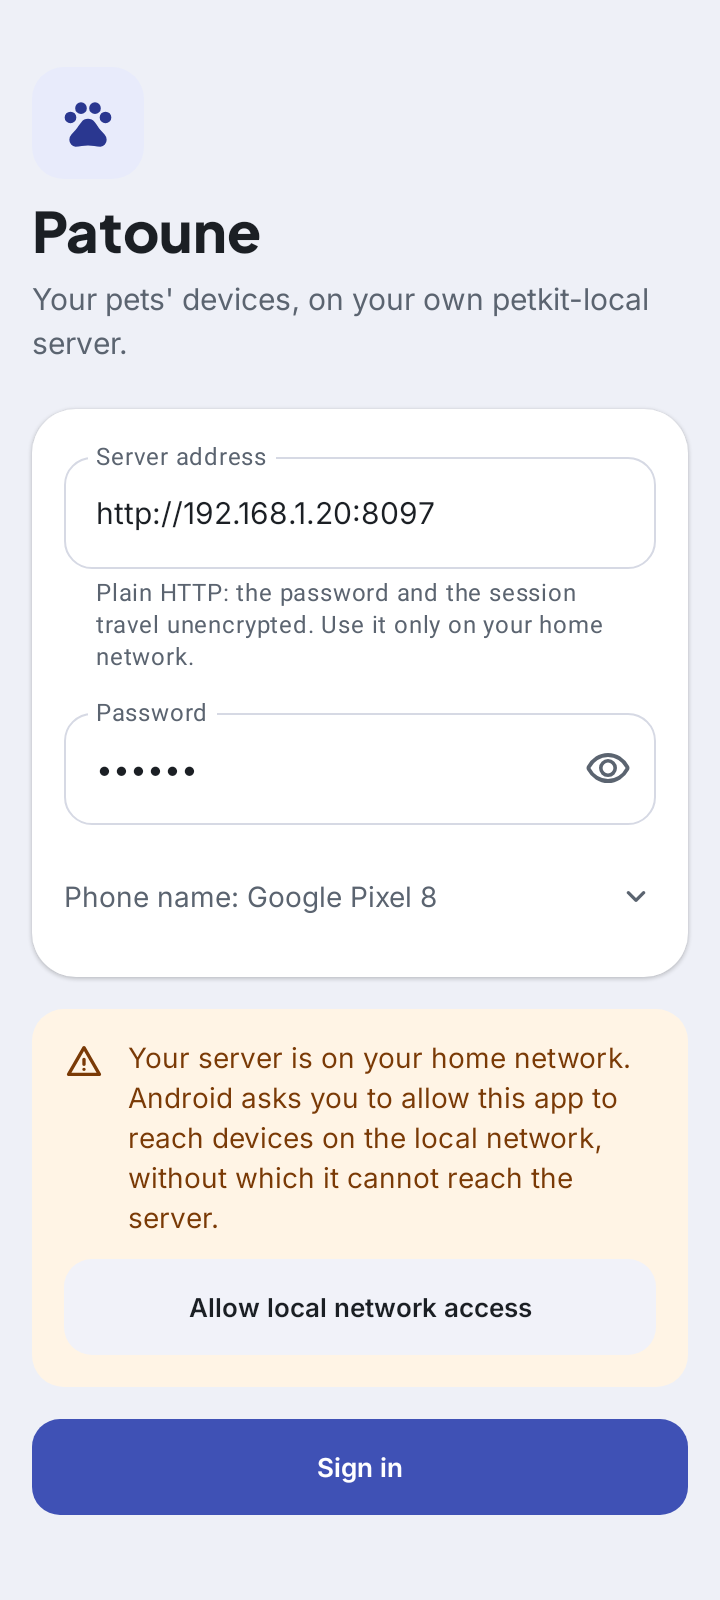 Patoune
Your pets' devices, on your own petkit-local
server.
Server address
http://192.168.1.20:8097
Plain HTTP: the password and the session
travel unencrypted. Use it only on your home
network.
Password
••••••
Phone name: Google Pixel 8
Your server is on your home network.
Android asks you to allow this app to
reach devices on the local network,
without which it cannot reach the
server.
Allow local network access
Sign in